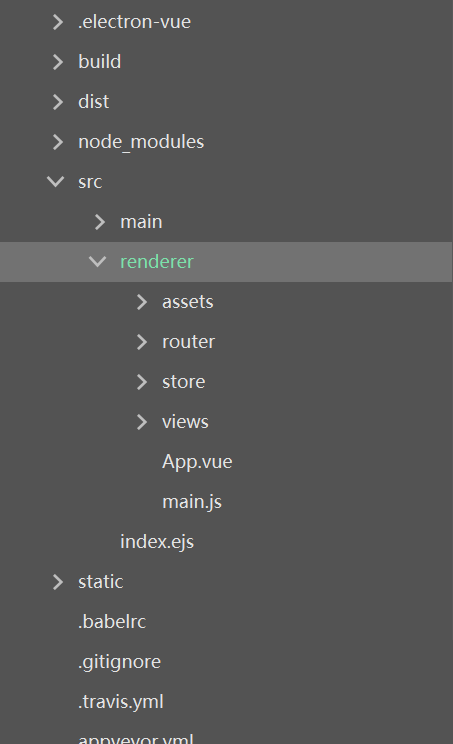 .electron-vue
build
dist
node_modules
src
main
renderer
assets
router
store
views
App.vue
main.js
index.ejs
static
.babelrc
.gitignore
.travis.yml
appveyor.yml